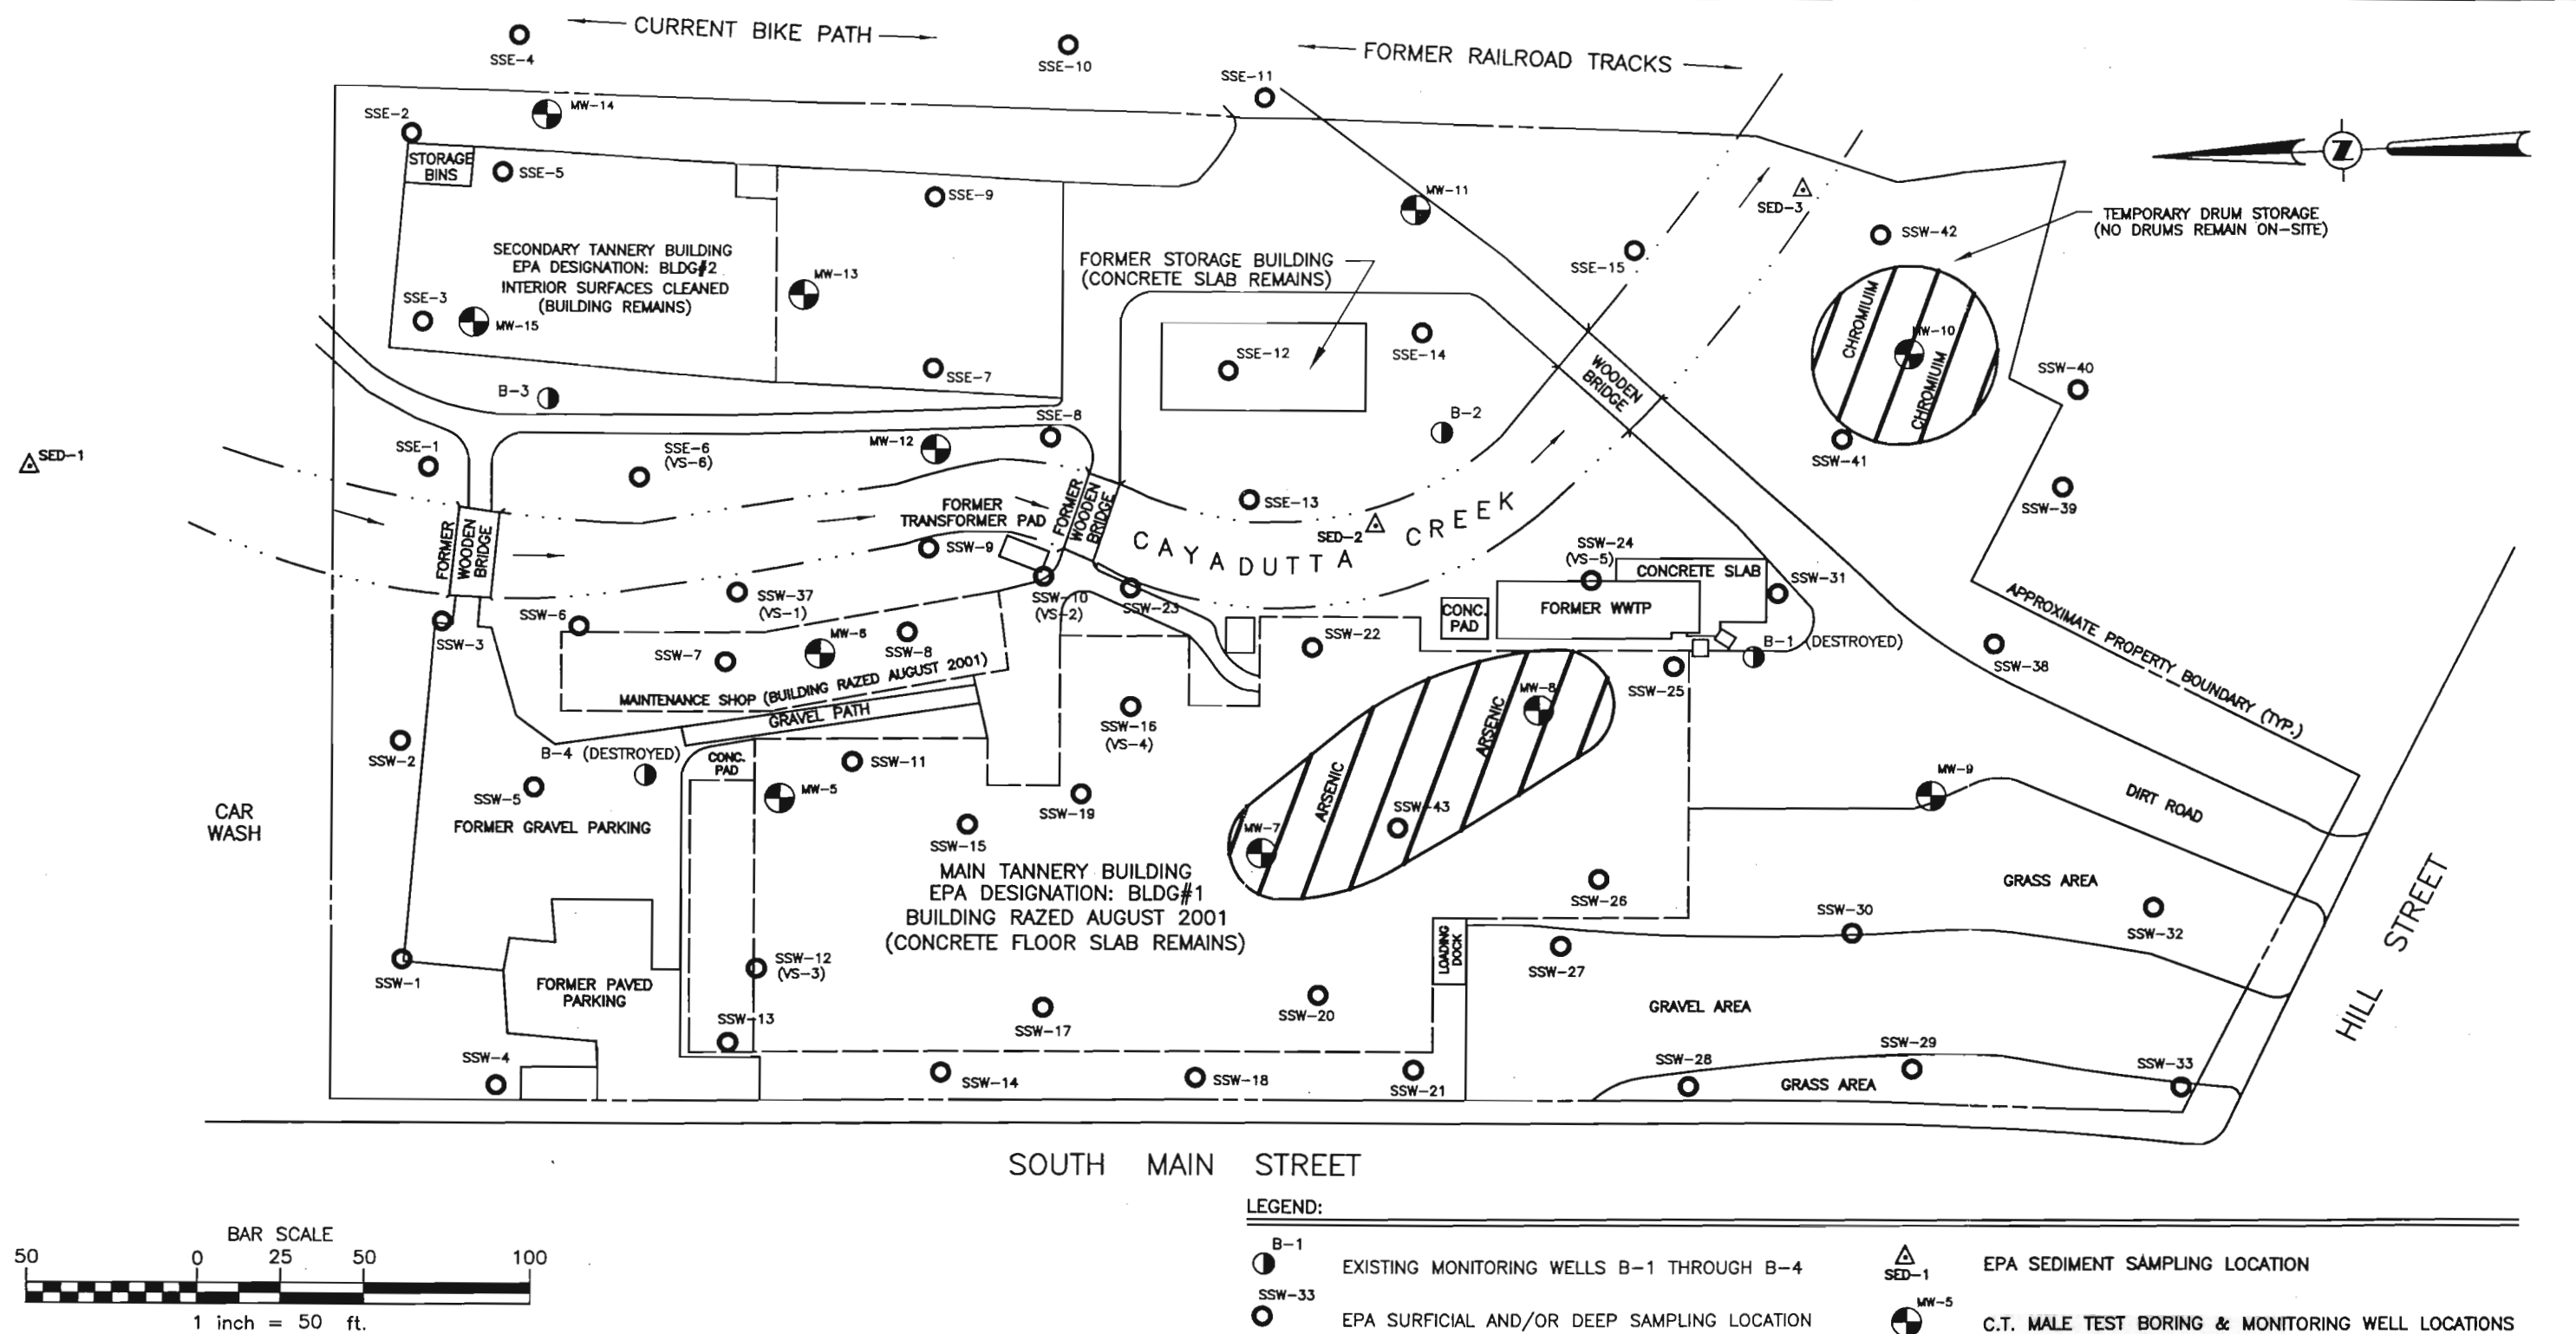 CURRENT BIKE PATH
FORMER RAILROAD TRACKS
SSE-4
SSE-10
SSE-11
SSE-2
MW-14
STORAGE
BINS
SSE-5
SSE-9
MW-11
SED-3
SSW-42
TEMPORARY DRUM STORAGE
(NO DRUMS REMAIN ON-SITE)
Z
SECONDARY TANNERY BUILDING
EPA DESIGNATION: BLDG#2
INTERIOR SURFACES CLEANED
(BUILDING REMAINS)
MW-13
FORMER STORAGE BUILDING
(CONCRETE SLAB REMAINS)
SSE-15
SSE-3
MW-15
SSE-12
SSE-14
CHROMIUIM
MW-10
CHROMIUIM
SSE-7
WOODEN
BRIDGE
SSW-40
B-3
SSE-8
B-2
SSE-1
SSE-6
(VS-6)
MW-12
SSW-41
SED-1
SSW-39
FORMER
WOODEN
BRIDGE
FORMER
TRANSFORMER PAD
FORMER
WOODEN
BRIDGE
SSE-13
SED-2
CAYADUTTA CREEK
SSW-9
SSW-24
(VS-5)
CONCRETE SLAB
SSW-31
SSW-37
(VS-1)
SSW-10
(VS-2)
SSW-23
CONC.
PAD
FORMER WWTP
APPROXIMATE PROPERTY BOUNDARY (TYP.)
SSW-6
SSW-3
SSW-7
MW-6
SSW-8
SSW-22
B-1 (DESTROYED)
SSW-38
MAINTENANCE SHOP (BUILDING RAZED AUGUST 2001)
GRAVEL PATH
SSW-25
MW-8
ARSENIC
SSW-16
(VS-4)
SSW-2
B-4 (DESTROYED)
CONC.
PAD
SSW-11
MW-5
MW-9
SSW-5
SSW-19
ARSENIC
SSW-43
DIRT ROAD
CAR
WASH
FORMER GRAVEL PARKING
SSW-15
MW-7
MAIN TANNERY BUILDING
EPA DESIGNATION: BLDG#1
BUILDING RAZED AUGUST 2001
(CONCRETE FLOOR SLAB REMAINS)
SSW-26
GRASS AREA
HILL STREET
SSW-30
SSW-32
SSW-1
SSW-12
(VS-3)
LOADING
DOCK
SSW-27
FORMER PAVED
PARKING
SSW-13
SSW-17
SSW-20
GRAVEL AREA
SSW-4
SSW-14
SSW-18
SSW-21
SSW-28
SSW-29
SSW-33
GRASS AREA
SOUTH MAIN STREET
LEGEND:
BAR SCALE
50 0 25 50 100
1 inch = 50 ft.
B-1
EXISTING MONITORING WELLS B-1 THROUGH B-4
SED-1
EPA SEDIMENT SAMPLING LOCATION
SSW-33
EPA SURFICIAL AND/OR DEEP SAMPLING LOCATION
MW-5
C.T. MALE TEST BORING & MONITORING WELL LOCATIONS